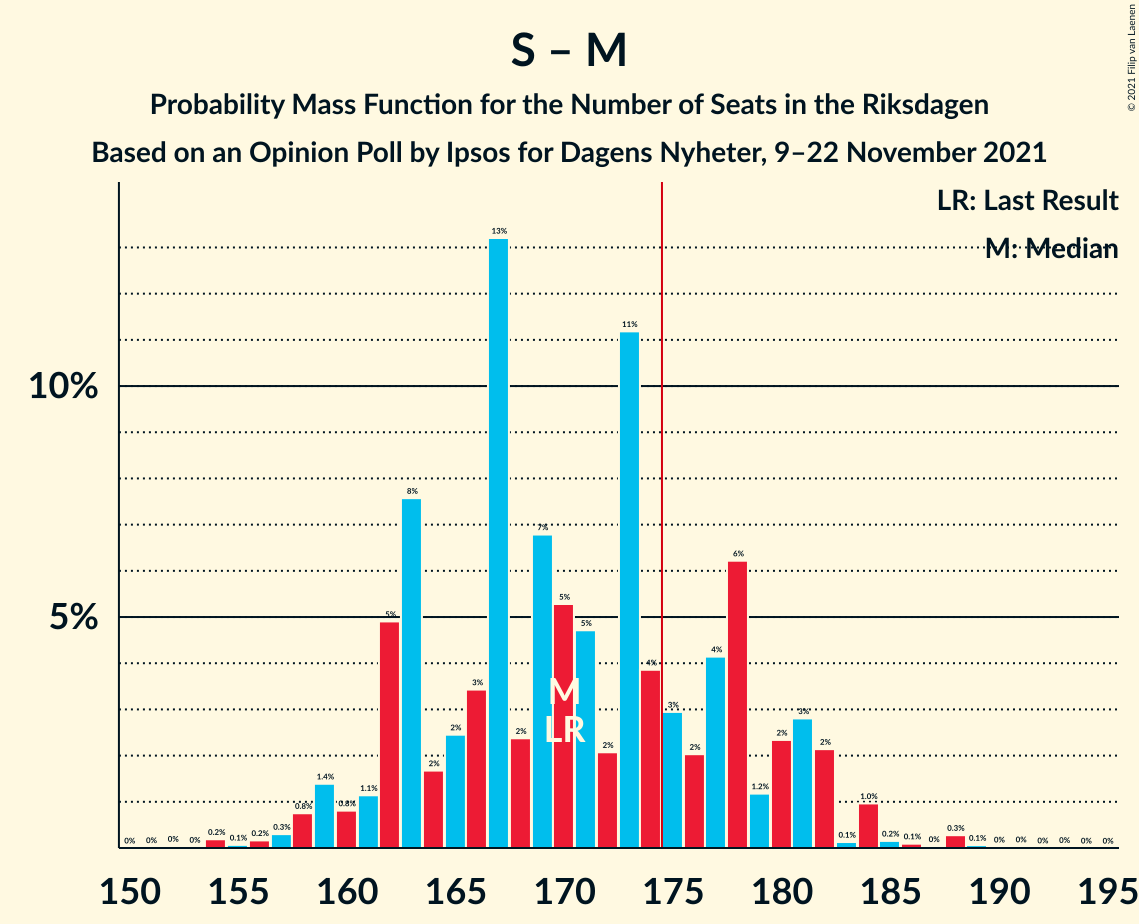 S – M
Probability Mass Function for the Number of Seats in the Riksdagen
Based on an Opinion Poll by Ipsos for Dagens Nyheter, 9–22 November 2021
© 2021 Filip van Laenen
LR: Last Result
M: Median
10%
5%
0% 0% 0% 0% 0.2% 0.1% 0.2% 0.3% 0.8% 1.4% 0.8% 1.1% 5% 8% 2% 2% 3% 13% 2% 7% 5% 5% 2% 11% 4% 3% 2% 4% 6% 1.2% 2% 3% 2% 0.1% 1.0% 0.2% 0.1% 0% 0.3% 0.1% 0% 0% 0% 0% 0% 0%
M
LR
150 155 160 165 170 175 180 185 190 195